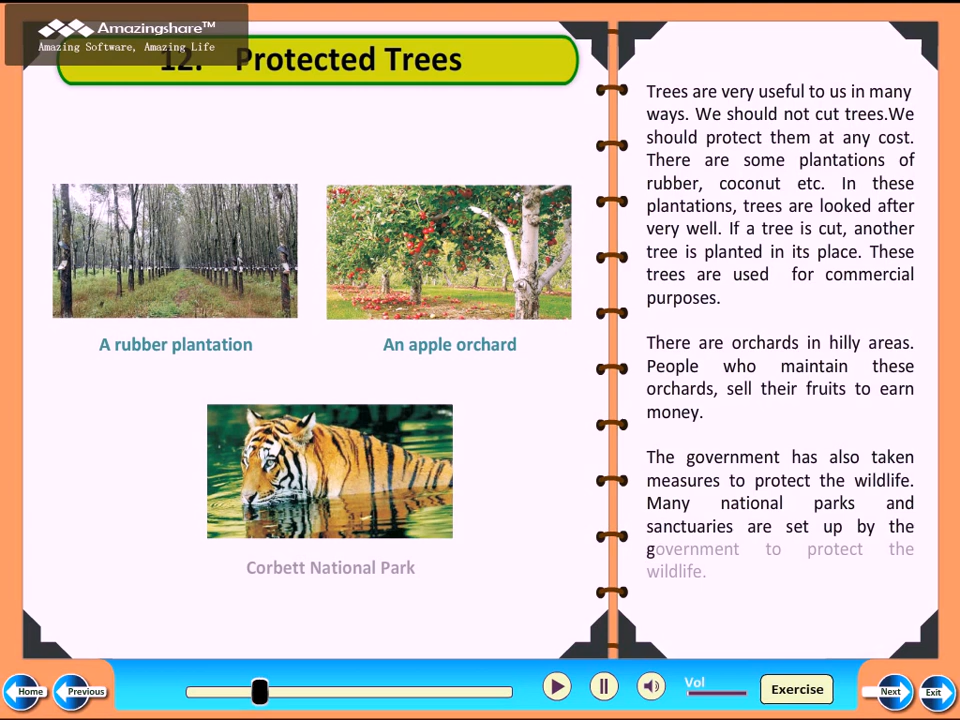 Amazingshare™
Amazing Software, Amazing Life
12. Protected Trees
A rubber plantation
An apple orchard
Corbett National Park
Trees are very useful to us in many
ways. We should not cut trees.We
should protect them at any cost.
There are some plantations of
rubber, coconut etc. In these
plantations, trees are looked after
very well. If a tree is cut, another
tree is planted in its place. These
trees are used for commercial
purposes.
There are orchards in hilly areas.
People who maintain these
orchards, sell their fruits to earn
money.
The government has also taken
measures to protect the wildlife.
Many national parks and
sanctuaries are set up by the
government to protect the
wildlife.
Home
Previous
Vol
Exercise
Next
Exit